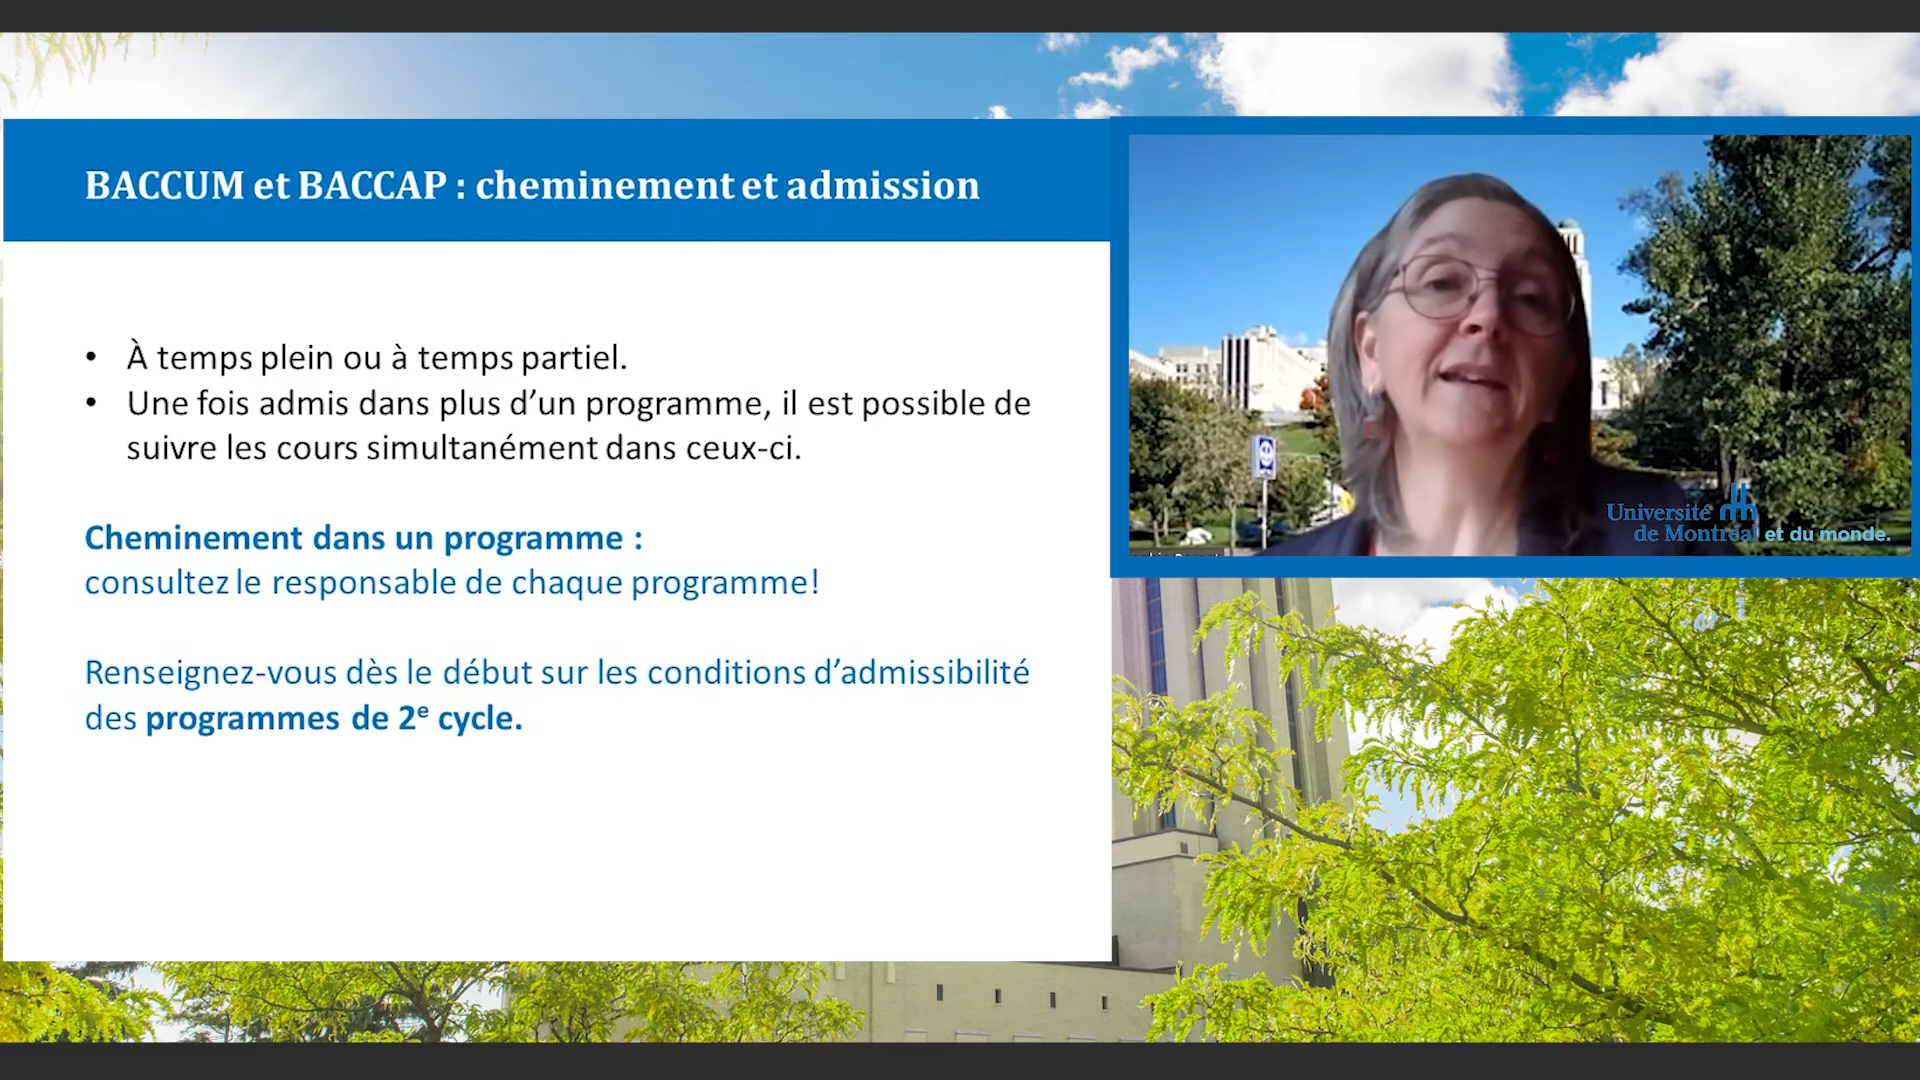 BACCUM et BACCAP : cheminement et admission
• À temps plein ou à temps partiel.
• Une fois admis dans plus d’un programme, il est possible de
suivre les cours simultanément dans ceux-ci.
Cheminement dans un programme :
consultez le responsable de chaque programme!
Renseignez-vous dès le début sur les conditions d’admissibilité
des programmes de 2e cycle.
Université
de Montréal et du monde.